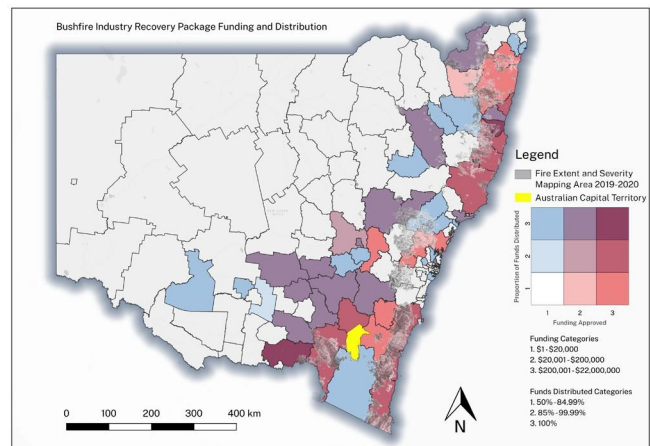 Bushfire Industry Recovery Package Funding and Distribution
Legend
Fire Extent and Severity
Mapping Area 2019-2020
Australian Capital Territory
Proportion of Funds Distributed
3
2
1
1 2 3
Funding Approved
Funding Categories
1. $1-$20,000
2. $20,001-$200,000
3. $200,001-$22,000,000
Funds Distributed Categories
1. 50%-84.99%
2. 85%-99.99%
3. 100%
0 100 200 300 400 km
N